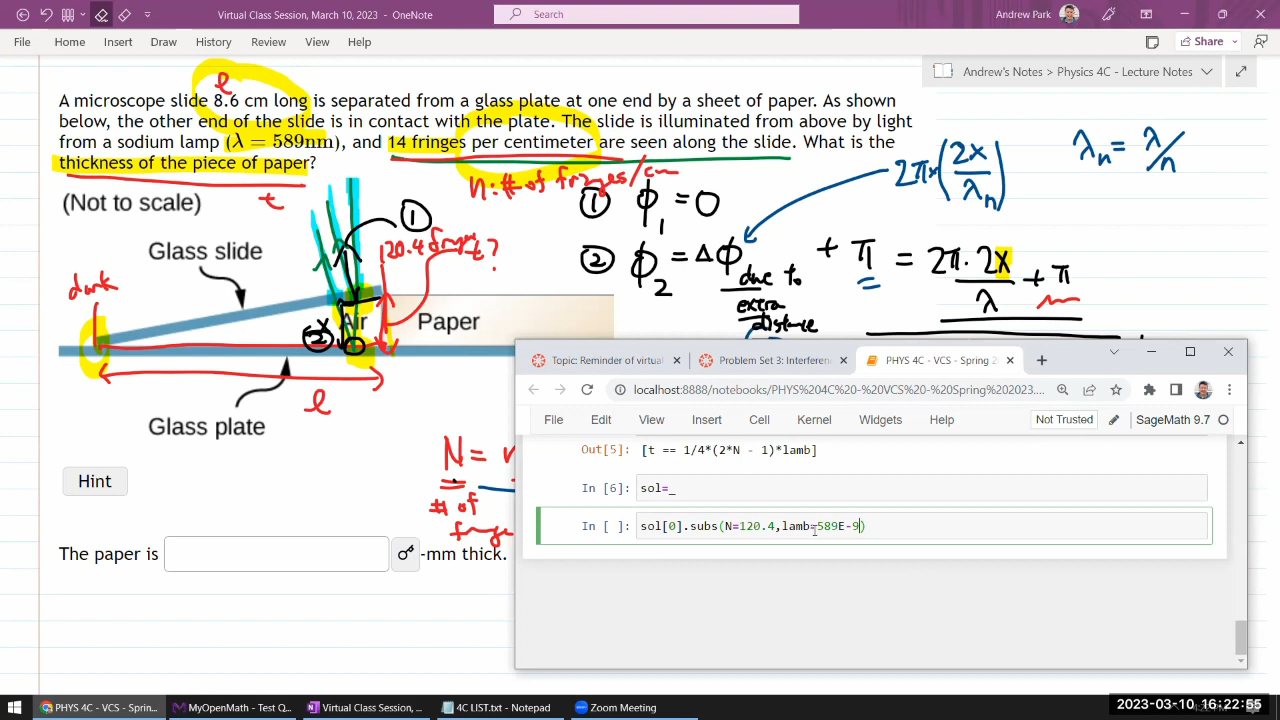 Virtual Class Session, March 10, 2023 - OneNote
Search
Andrew Park
File Home Insert Draw History Review View Help
Share
Andrew's Notes > Physics 4C - Lecture Notes
A microscope slide 8.6 cm long is separated from a glass plate at one end by a sheet of paper. As shown
below, the other end of the slide is in contact with the plate. The slide is illuminated from above by light
from a sodium lamp (λ = 589nm), and 14 fringes per centimeter are seen along the slide. What is the
thickness of the piece of paper?
ℓ
t
n: # of fringes/cm
(Not to scale)
Glass slide
dark
①
120.4 fringes
t?
Air
Paper
x
②
ℓ
Glass plate
λn = λ/n
2π×(2x/λn)
① ϕ1 = 0
② ϕ2 = Δϕ + π = 2π·2x/λ + π
due to
extra
distance
N =
# of
Hint
The paper is
-mm thick.
Topic: Reminder of virtua
Problem Set 3: Interferen
PHYS 4C - VCS - Spring 2
localhost:8888/notebooks/PHYS%204C%20-%20VCS%20-%20Spring%202023....
File Edit View Insert Cell Kernel Widgets Help
Not Trusted
SageMath 9.7
Out[5]: [t == 1/4*(2*N - 1)*lamb]
In [6]: sol=_
In [ ]: sol[0].subs(N=120.4,lamb=589E-9)
PHYS 4C - VCS - Spr...
MyOpenMath - Test Q...
Virtual Class Session, ...
4C LIST.txt - Notepad
Zoom Meeting
2023-03-10 16:22:55